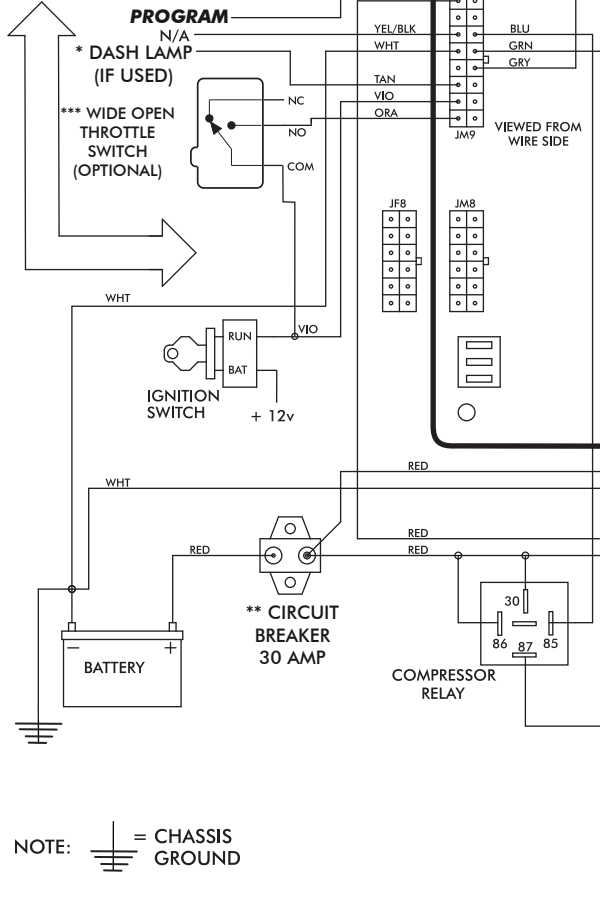 PROGRAM
N/A
* DASH LAMP
(IF USED)
YEL/BLK
WHT
BLU
GRN
GRY
TAN
VIO
ORA
JM9
VIEWED FROM
WIRE SIDE
*** WIDE OPEN
THROTTLE
SWITCH
(OPTIONAL)
NC
NO
COM
JF8
JM8
WHT
RUN
BAT
VIO
IGNITION
SWITCH
+ 12v
RED
WHT
RED
RED
RED
** CIRCUIT
BREAKER
30 AMP
30
86
87
85
COMPRESSOR
RELAY
BATTERY
–
+
NOTE:
= CHASSIS
GROUND